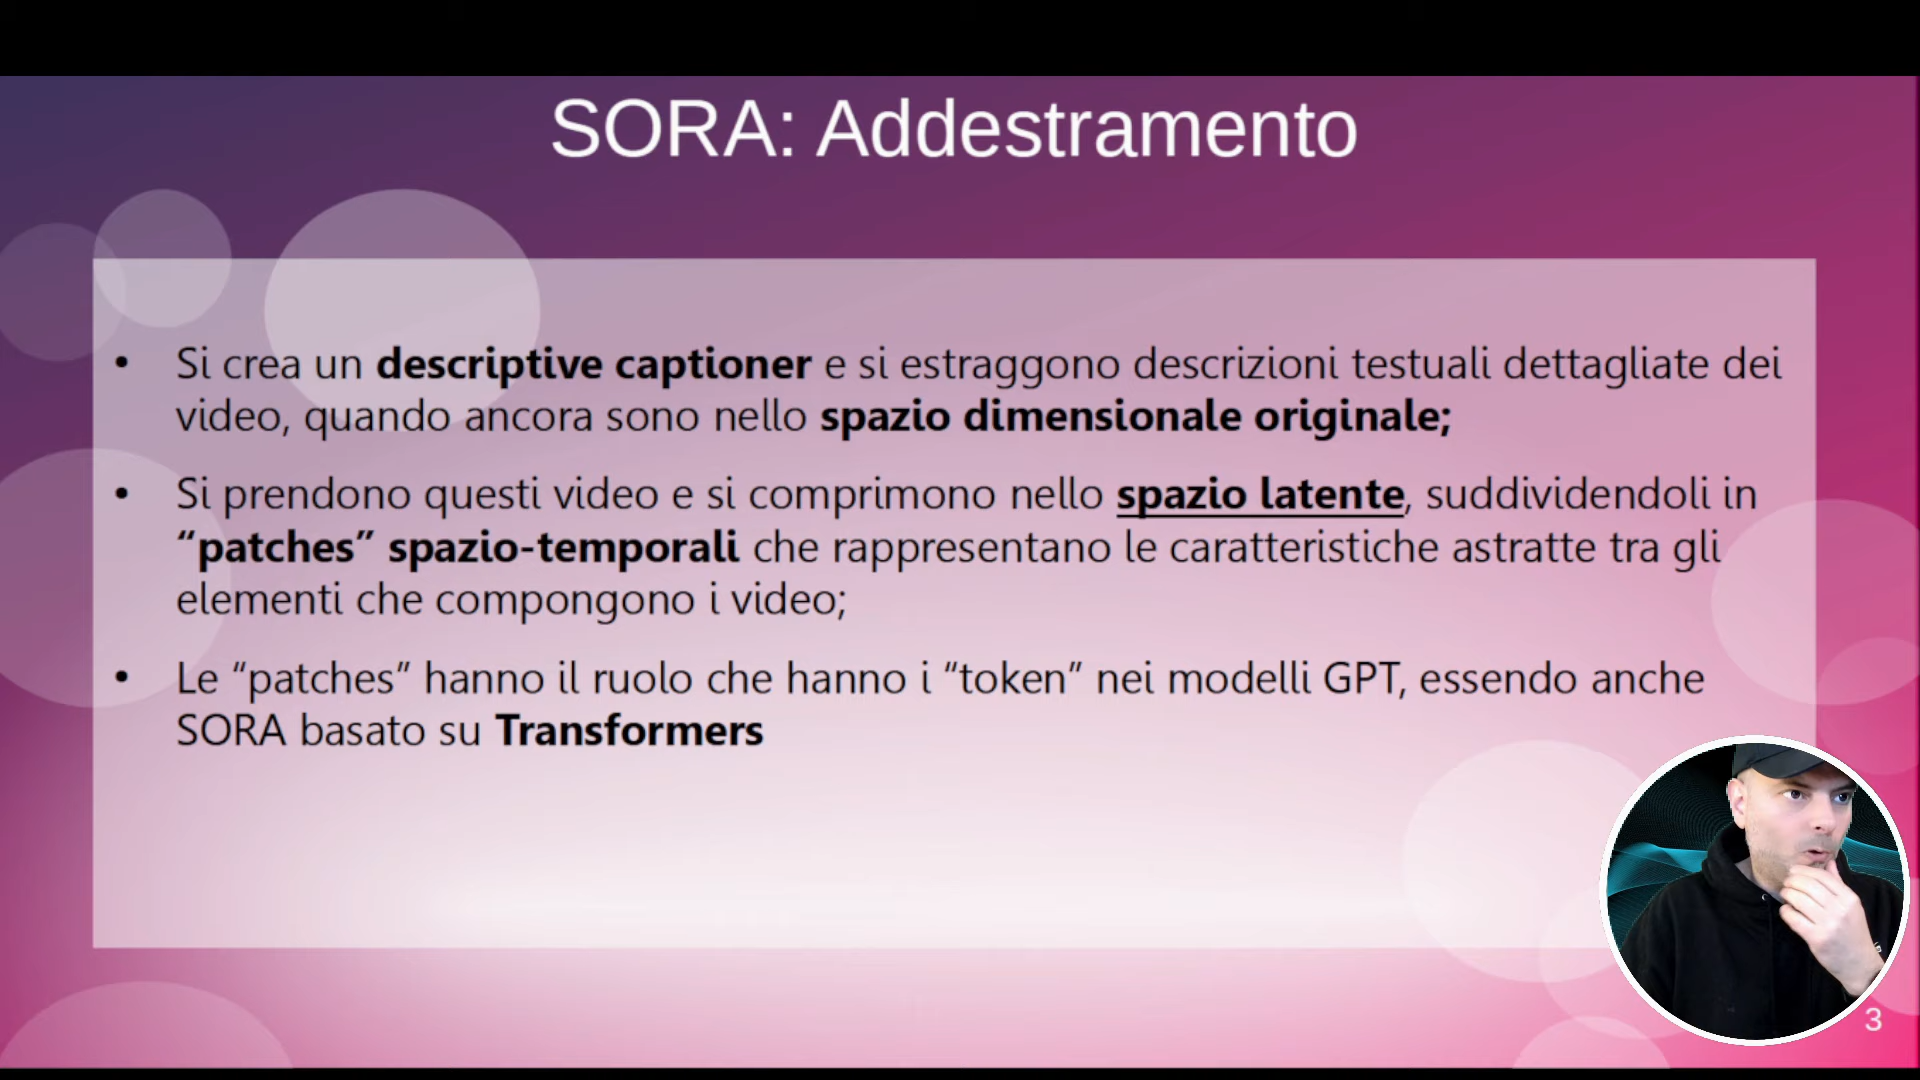 SORA: Addestramento
• Si crea un descriptive captioner e si estraggono descrizioni testuali dettagliate dei
video, quando ancora sono nello spazio dimensionale originale;
• Si prendono questi video e si comprimono nello spazio latente, suddividendoli in
“patches” spazio-temporali che rappresentano le caratteristiche astratte tra gli
elementi che compongono i video;
• Le “patches” hanno il ruolo che hanno i “token” nei modelli GPT, essendo anche
SORA basato su Transformers
3